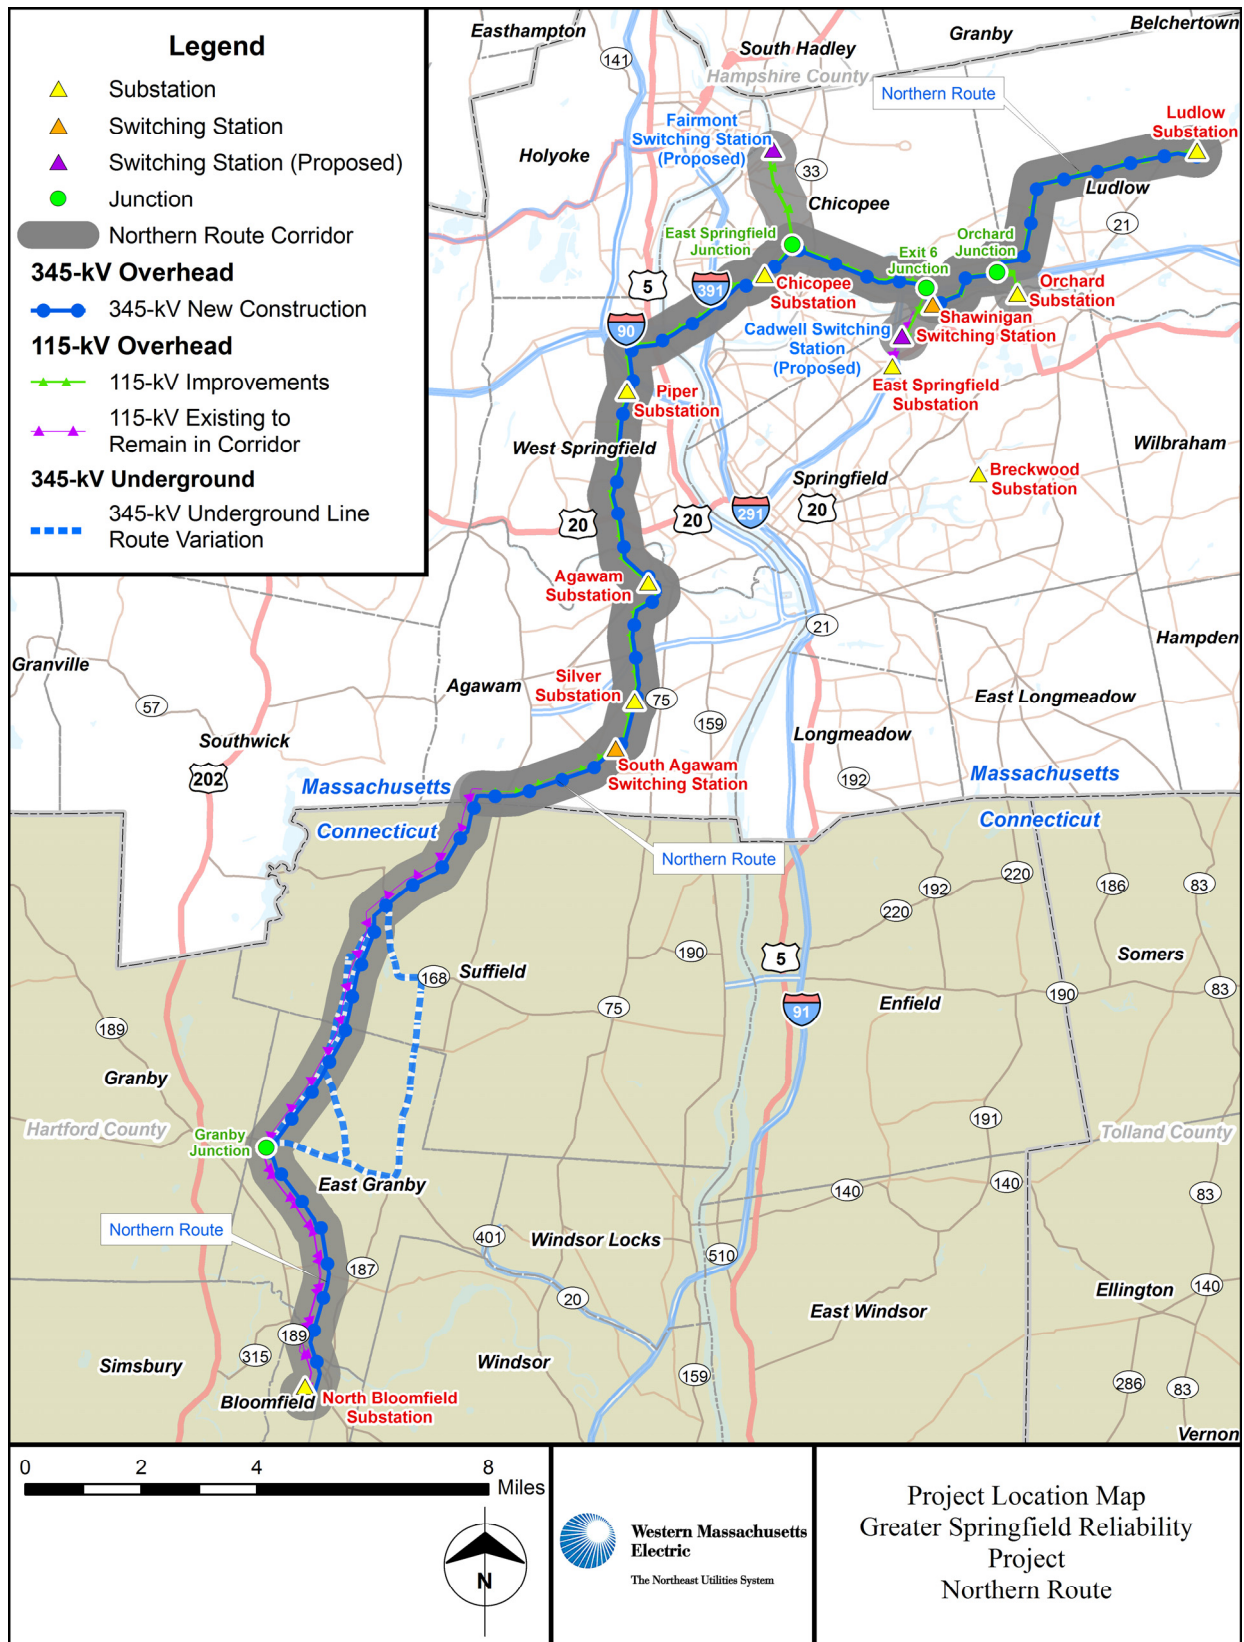 Legend
Substation
Switching Station
Switching Station (Proposed)
Junction
Northern Route Corridor
345-kV Overhead
345-kV New Construction
115-kV Overhead
115-kV Improvements
115-kV Existing to
Remain in Corridor
345-kV Underground
345-kV Underground Line
Route Variation
Easthampton
141
South Hadley
Hampshire County
Granby
Belchertown
Northern Route
Fairmont
Switching Station
(Proposed)
Ludlow
Substation
Holyoke
33
Chicopee
Ludlow
21
East Springfield
Junction
Exit 6
Junction
Orchard
Junction
5
391
Chicopee
Substation
Orchard
Substation
90
Cadwell Switching
Station
(Proposed)
Shawinigan
Switching Station
East Springfield
Substation
Piper
Substation
West Springfield
Wilbraham
Springfield
Breckwood
Substation
20
20
291
20
Agawam
Substation
21
Granville
Hampden
57
Agawam
Silver
Substation
75
159
East Longmeadow
Southwick
Longmeadow
202
South Agawam
Switching Station
192
Massachusetts
Connecticut
Massachusetts
Connecticut
Northern Route
220
192
186
83
220
190
5
Suffield
168
Somers
75
Enfield
190
83
91
189
Granby
Hartford County
Granby
Junction
191
Tolland County
East Granby
140
140
83
Northern Route
401
Windsor Locks
510
187
20
Ellington
140
East Windsor
189
315
Simsbury
Windsor
159
286
83
Bloomfield
North Bloomfield
Substation
Vernon
0
2
4
8
Miles
N
Western Massachusetts
Electric
The Northeast Utilities System
Project Location Map
Greater Springfield Reliability
Project
Northern Route